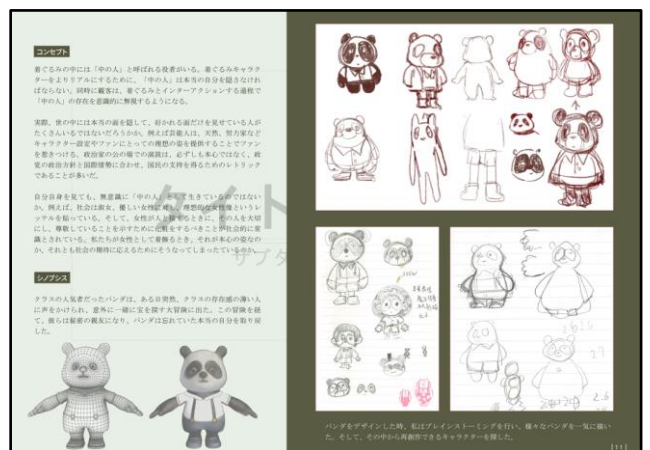 コンセプト
着ぐるみの中には「中の人」と呼ばれる役者がいる。着ぐるみキャラク
ターをよりリアルにするために、「中の人」は本当の自分を隠さなけれ
ばならない。同時に観客は、着ぐるみとインターアクションする過程で
「中の人」の存在を意識的に無視するようになる。
実際、世の中には本当の面を隠して、好かれる面だけを見せている人が
たくさんいるではないだろうか、例えば芸能人は、天然、努力家など
キャラクター設定やファンにとっての理想の姿を提供することでファン
を惹きつける。政治家の公の場での演説は、必ずしも本心ではなく、政
党の政治方針と国際情勢に合わせ、国民の支持を得るためのレトリック
であることが多いだ。
自分自身を見ても、無意識に「中の人」として生きているのではない
か、例えば、社会は淑女、優しい女性に対し、理想的な女性像というレ
ッテルを貼っている。そして、女性が人と接するときに、その人を大切
にし、尊敬していることを示すために化粧をするべきことが社会的に常
識とされている。私たちが女性として着飾るとき、それが本心の姿なの
か、それとも社会の期待に応えるためにそうなってしまったているのか。
タイト
サブタ
シノプシス
クラスの人気者だったパンダは、ある日突然、クラスの存在感の薄い人
に声をかけられ、意外に一緒に宝を探す大冒険に出た。この冒険を経
て、彼らは秘密の親友になり、パンダは忘れていた本当の自分を取り戻
した。
パンダをデザインした時、私はブレインストーミングを行い、様々なパンダを一気に描い
た。そして、その中から再創作できるキャラクターを探した。
[11]